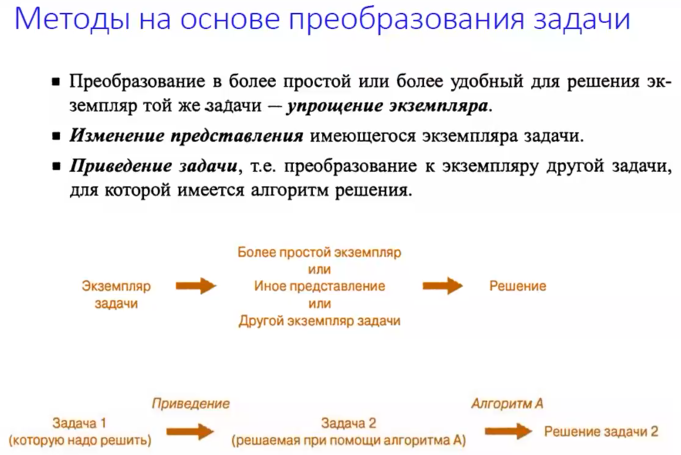 Методы на основе преобразования задачи
▪ Преобразование в более простой или более удобный для решения эк-
земпляр той же задачи — упрощение экземпляра.
▪ Изменение представления имеющегося экземпляра задачи.
▪ Приведение задачи, т.е. преобразование к экземпляру другой задачи,
для которой имеется алгоритм решения.
Экземпляр
задачи
Более простой экземпляр
или
Иное представление
или
Другой экземпляр задачи
Решение
Приведение
Алгоритм А
Задача 1
(которую надо решить)
Задача 2
(решаемая при помощи алгоритма А)
Решение задачи 2